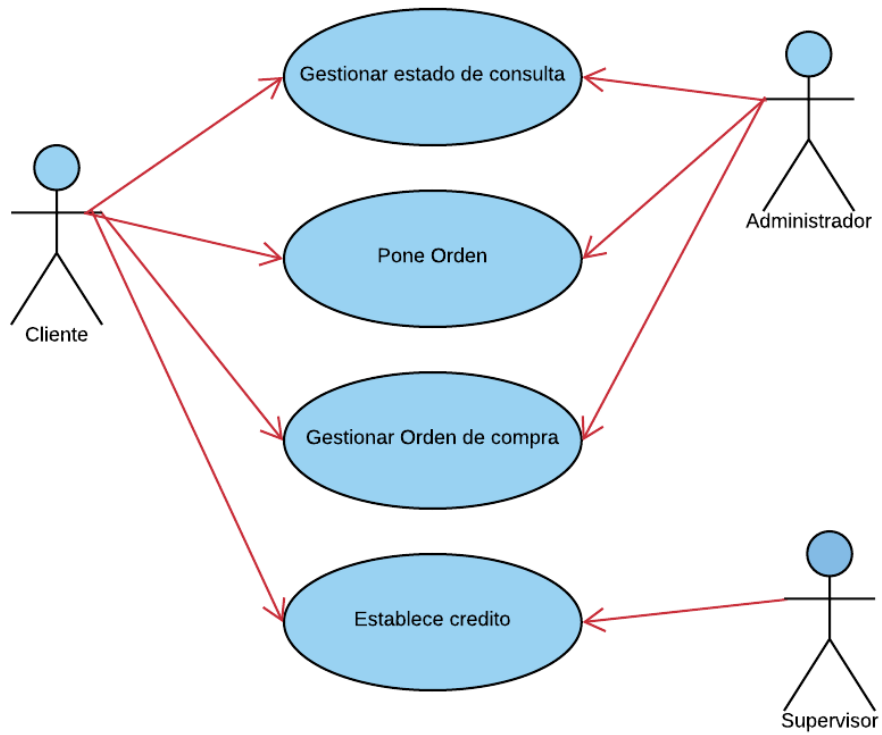 Gestionar estado de consulta
Administrador
Pone Orden
Cliente
Gestionar Orden de compra
Establece credito
Supervisor